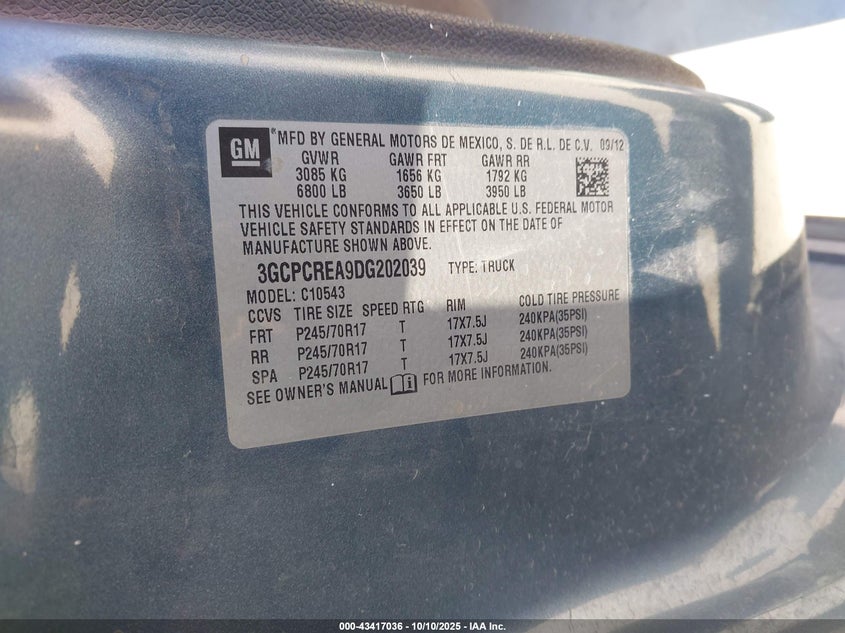 GM
®MFD BY GENERAL MOTORS DE MEXICO, S. DE R.L. DE C.V. 09/12
GVWR GAWR FRT GAWR RR
3085 KG 1656 KG 1792 KG
6800 LB 3650 LB 3950 LB
THIS VEHICLE CONFORMS TO ALL APPLICABLE U.S. FEDERAL MOTOR
VEHICLE SAFETY STANDARDS IN EFFECT ON THE DATE OF
MANUFACTURE SHOWN ABOVE.
3GCPCREA9DG202039 TYPE: TRUCK
MODEL: C10543
CCVS TIRE SIZE SPEED RTG RIM COLD TIRE PRESSURE
FRT P245/70R17 T 17X7.5J 240KPA(35PSI)
RR P245/70R17 T 17X7.5J 240KPA(35PSI)
SPA P245/70R17 T 17X7.5J 240KPA(35PSI)
SEE OWNER'S MANUAL i FOR MORE INFORMATION.
000-43417036 - 10/10/2025 - IAA Inc.